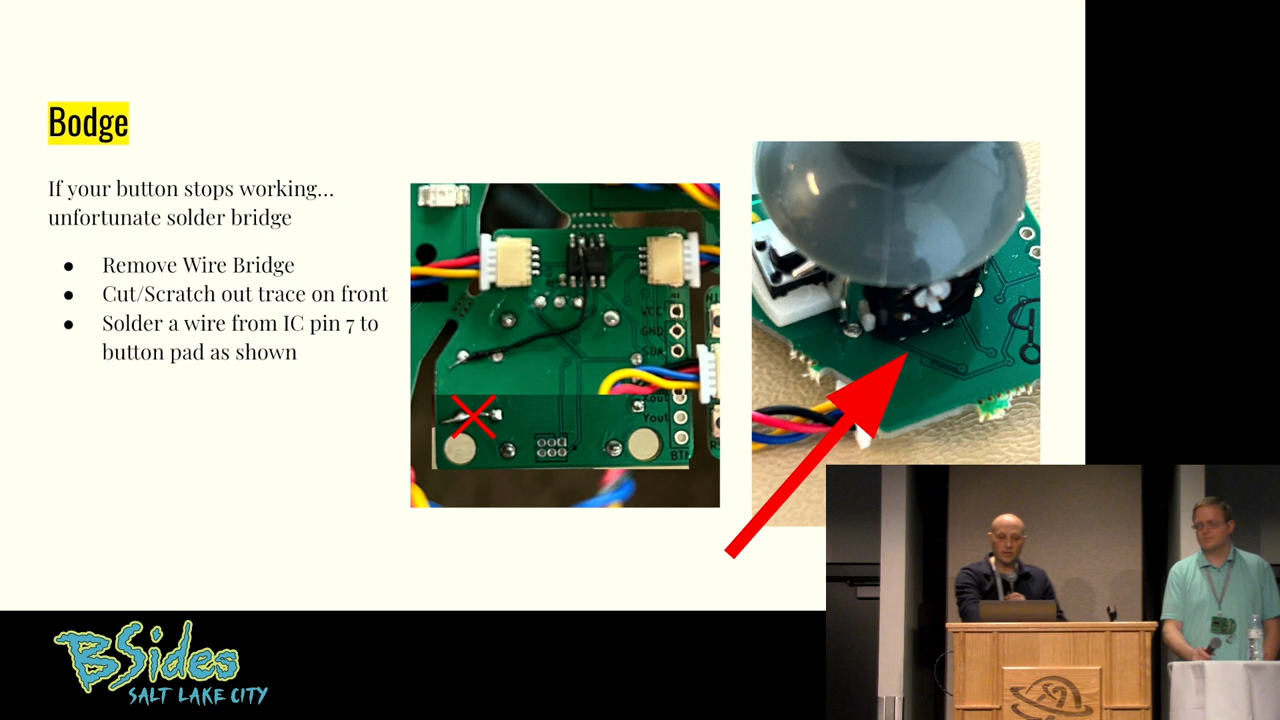 Bodge
If your button stops working...
unfortunate solder bridge
● Remove Wire Bridge
● Cut/Scratch out trace on front
● Solder a wire from IC pin 7 to
button pad as shown
VCC
GND
SDA
Xout
Yout
BTN
BSides
SALT LAKE CITY